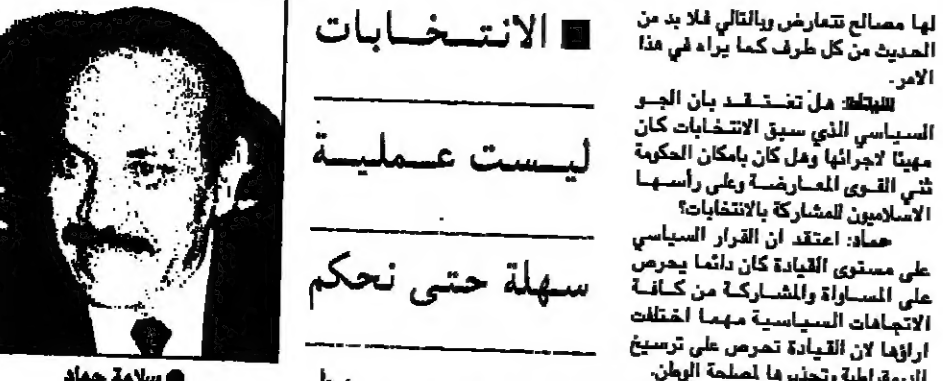 لها مصالح تتعارض وبالتالي فلا بد من
الحديث من كل طرف كما يراه في هذا
الامر.
هل تعتقد بان الجو
السياسي الذي سبق الانتخابات كان
مهيئا لاجرائها وهل كان بامكان الحكومة
ثني القوى المعارضة وعلى رأسها
الاسلاميون للمشاركة بالانتخابات؟
حماد: اعتقد ان القرار السياسي
على مستوى القيادة كان دائما يحرص
على المساواة والمشاركة من كافة
الاتجاهات السياسية مهما اختلفت
اراؤها لان القيادة تحرص على ترسيخ
الديمقراطية وتجذيرها لمصلحة الوطن.
■ الانتخابات
ليست عملية
سهلة حتى نحكم
● سلامة حماد